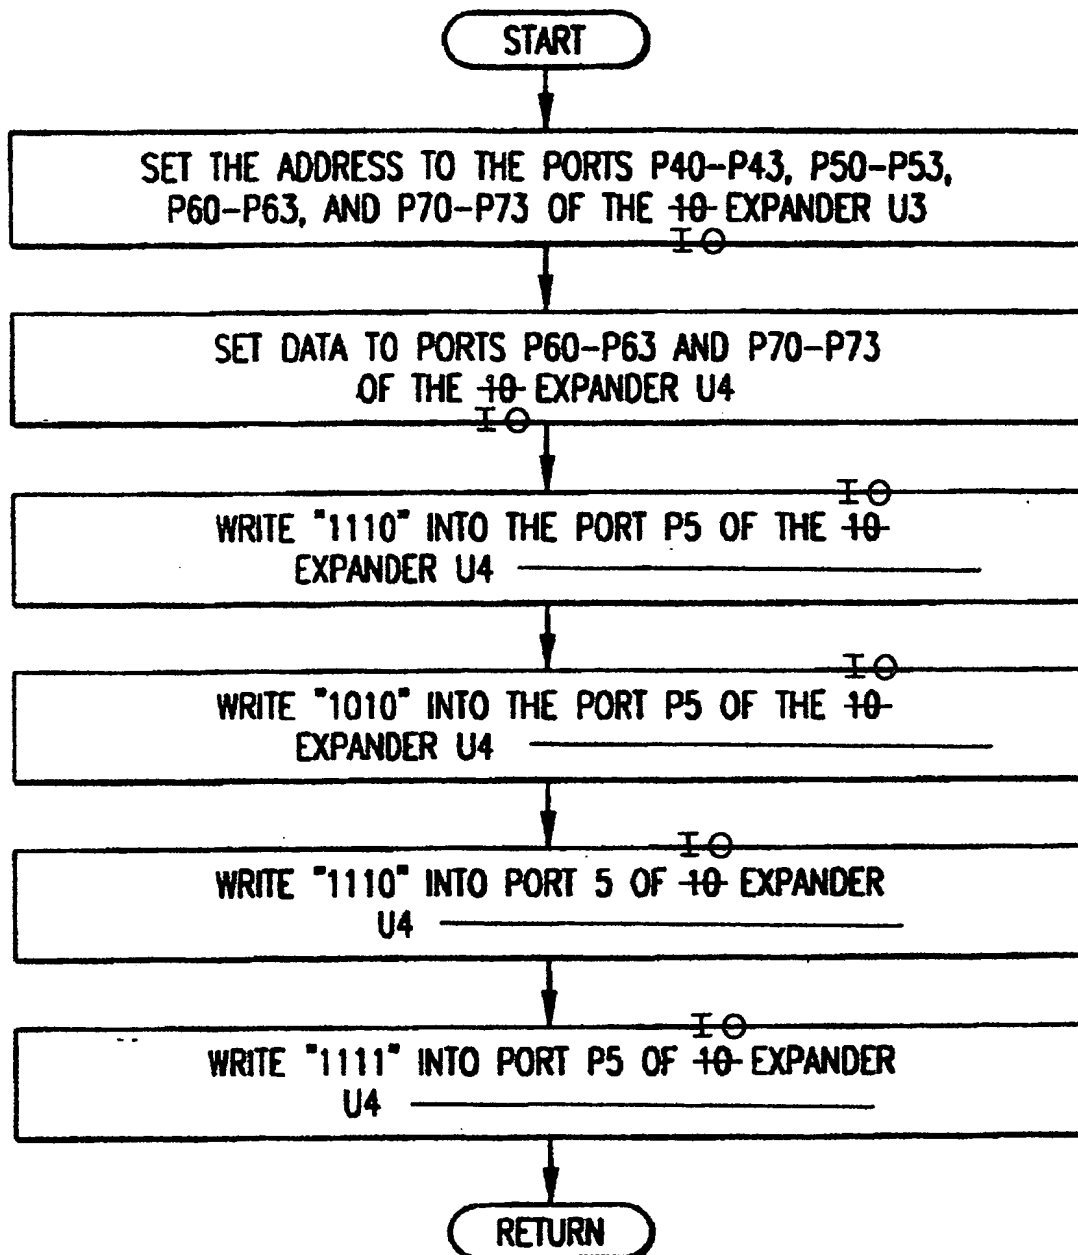 START
SET THE ADDRESS TO THE PORTS P40-P43, P50-P53,
P60-P63, AND P70-P73 OF THE 10 EXPANDER U3
IO
SET DATA TO PORTS P60-P63 AND P70-P73
OF THE 10 EXPANDER U4
IO
IO
WRITE "1110" INTO THE PORT P5 OF THE 10
EXPANDER U4
IO
WRITE "1010" INTO THE PORT P5 OF THE 10
EXPANDER U4
IO
WRITE "1110" INTO PORT 5 OF 10 EXPANDER
U4
IO
WRITE "1111" INTO PORT P5 OF 10 EXPANDER
U4
RETURN